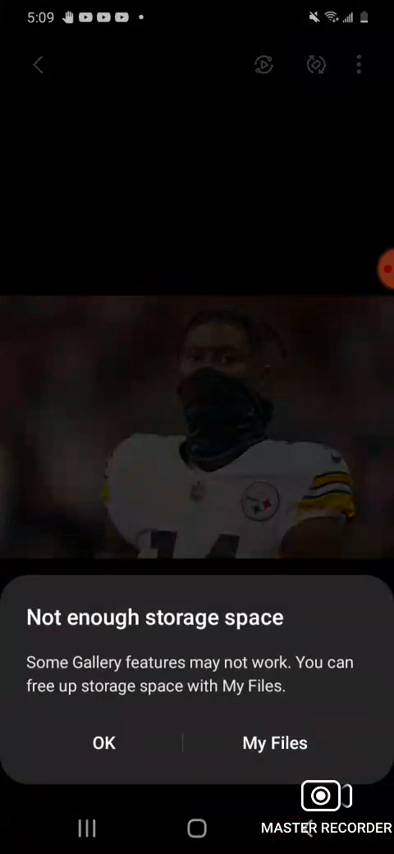 5:09
14
Not enough storage space
Some Gallery features may not work. You can
free up storage space with My Files.
OK
My Files
MASTER RECORDER